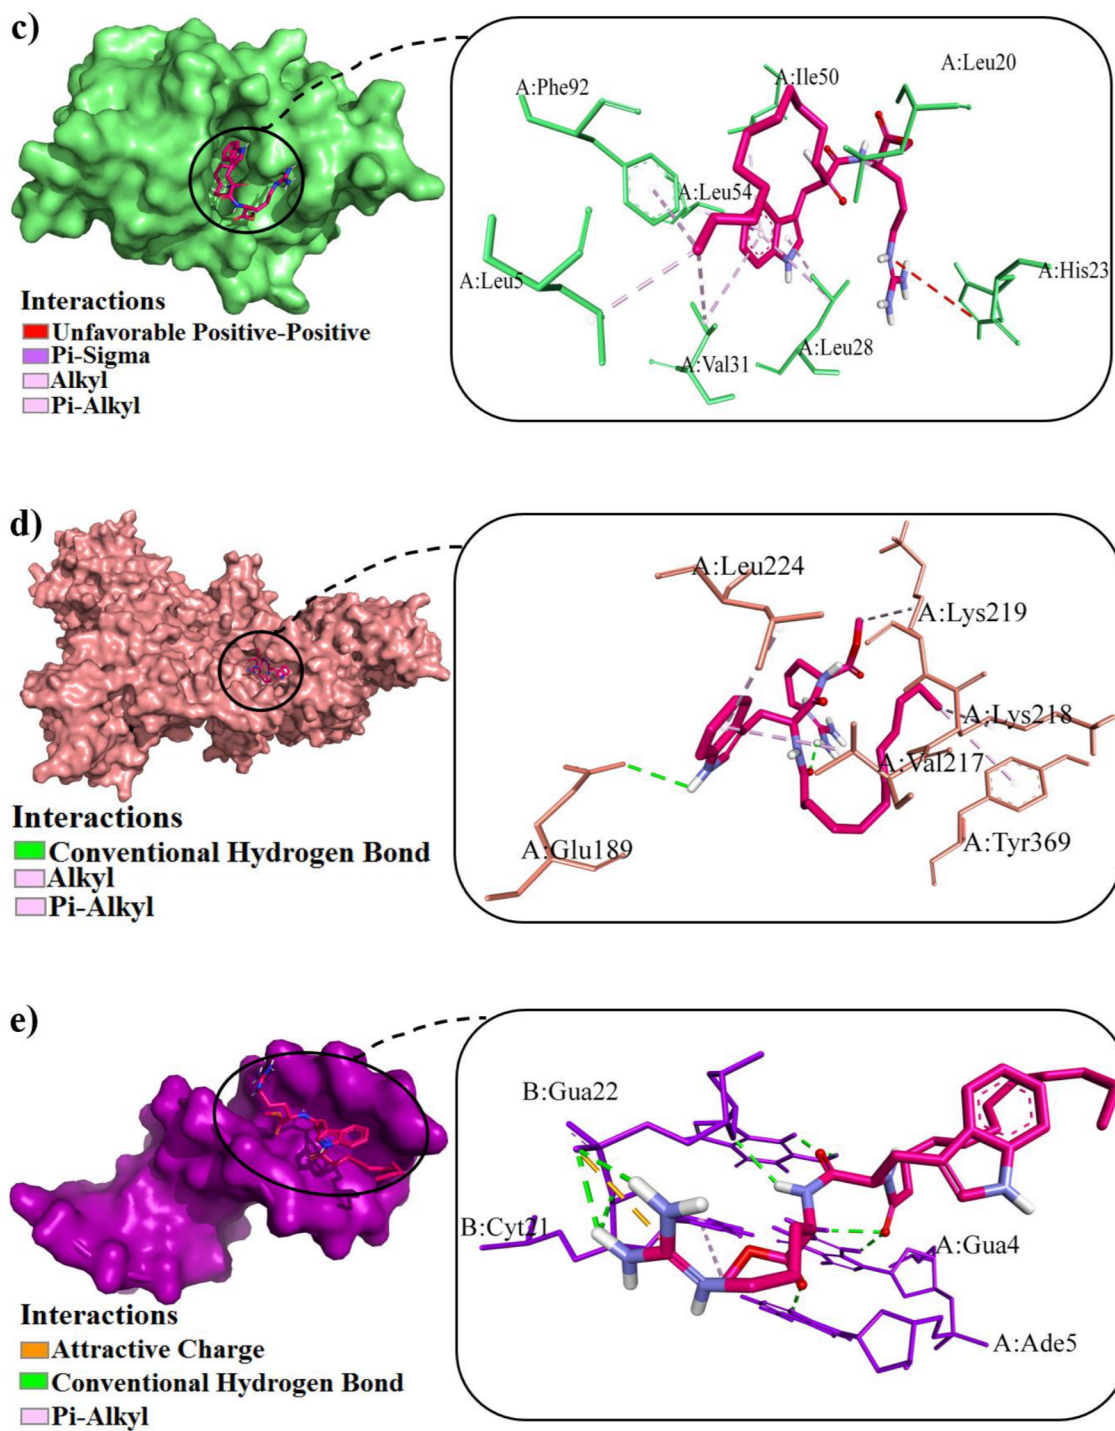 c)
A:Phe92
A:Ile50
A:Leu20
A:Leu54
A:Leu5
A:His23
A:Val31
A:Leu28
Interactions
Unfavorable Positive-Positive
Pi-Sigma
Alkyl
Pi-Alkyl
d)
A:Leu224
A:Lys219
A:Lys218
A:Val217
A:Glu189
A:Tyr369
Interactions
Conventional Hydrogen Bond
Alkyl
Pi-Alkyl
e)
B:Gua22
B:Cyt21
A:Gua4
A:Ade5
Interactions
Attractive Charge
Conventional Hydrogen Bond
Pi-Alkyl